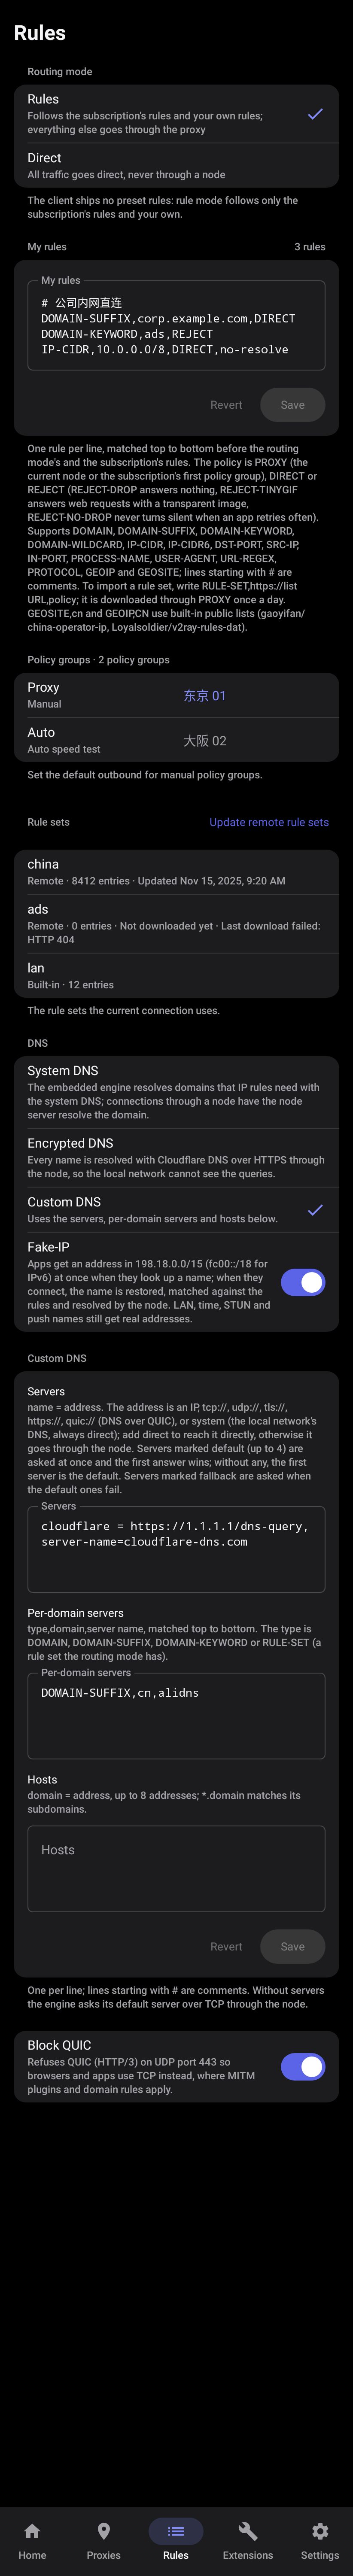 Rules
Routing mode
Rules
Follows the subscription's rules and your own rules;
everything else goes through the proxy
Direct
All traffic goes direct, never through a node
The client ships no preset rules: rule mode follows only the
subscription's rules and your own.
My rules
3 rules
My rules
# 公司内网直连
DOMAIN-SUFFIX,corp.example.com,DIRECT
DOMAIN-KEYWORD,ads,REJECT
IP-CIDR,10.0.0.0/8,DIRECT,no-resolve
Revert
Save
One rule per line, matched top to bottom before the routing
mode's and the subscription's rules. The policy is PROXY (the
current node or the subscription's first policy group), DIRECT or
REJECT (REJECT-DROP answers nothing, REJECT-TINYGIF
answers web requests with a transparent image,
REJECT-NO-DROP never turns silent when an app retries often).
Supports DOMAIN, DOMAIN-SUFFIX, DOMAIN-KEYWORD,
DOMAIN-WILDCARD, IP-CIDR, IP-CIDR6, DST-PORT, SRC-IP,
IN-PORT, PROCESS-NAME, USER-AGENT, URL-REGEX,
PROTOCOL, GEOIP and GEOSITE; lines starting with # are
comments. To import a rule set, write RULE-SET,https://list
URL,policy; it is downloaded through PROXY once a day.
GEOSITE,cn and GEOIP,CN use built-in public lists (gaoyifan/
china-operator-ip, Loyalsoldier/v2ray-rules-dat).
Policy groups · 2 policy groups
Proxy
Manual
东京 01
Auto
Auto speed test
大阪 02
Set the default outbound for manual policy groups.
Rule sets
Update remote rule sets
china
Remote · 8412 entries · Updated Nov 15, 2025, 9:20 AM
ads
Remote · 0 entries · Not downloaded yet · Last download failed:
HTTP 404
lan
Built-in · 12 entries
The rule sets the current connection uses.
DNS
System DNS
The embedded engine resolves domains that IP rules need with
the system DNS; connections through a node have the node
server resolve the domain.
Encrypted DNS
Every name is resolved with Cloudflare DNS over HTTPS through
the node, so the local network cannot see the queries.
Custom DNS
Uses the servers, per-domain servers and hosts below.
Fake-IP
Apps get an address in 198.18.0.0/15 (fc00::/18 for
IPv6) at once when they look up a name; when they
connect, the name is restored, matched against the
rules and resolved by the node. LAN, time, STUN and
push names still get real addresses.
Custom DNS
Servers
name = address. The address is an IP, tcp://, udp://, tls://,
https://, quic:// (DNS over QUIC), or system (the local network's
DNS, always direct); add direct to reach it directly, otherwise it
goes through the node. Servers marked default (up to 4) are
asked at once and the first answer wins; without any, the first
server is the default. Servers marked fallback are asked when
the default ones fail.
Servers
cloudflare = https://1.1.1.1/dns-query,
server-name=cloudflare-dns.com
Per-domain servers
type,domain,server name, matched top to bottom. The type is
DOMAIN, DOMAIN-SUFFIX, DOMAIN-KEYWORD or RULE-SET (a
rule set the routing mode has).
Per-domain servers
DOMAIN-SUFFIX,cn,alidns
Hosts
domain = address, up to 8 addresses; *.domain matches its
subdomains.
Hosts
Revert
Save
One per line; lines starting with # are comments. Without servers
the engine asks its default server over TCP through the node.
Block QUIC
Refuses QUIC (HTTP/3) on UDP port 443 so
browsers and apps use TCP instead, where MITM
plugins and domain rules apply.
Home
Proxies
Rules
Extensions
Settings